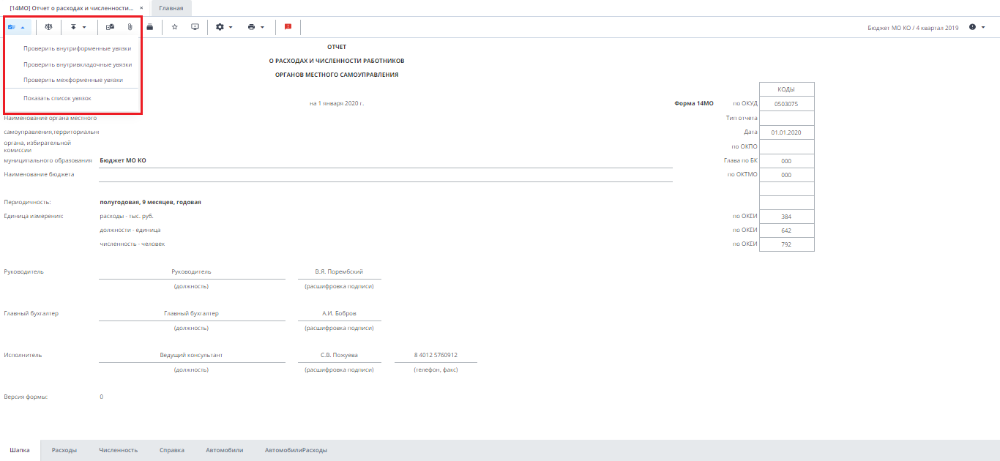 [14МО] Отчет о расходах и численности... × Главная
Бюджет МО КО / 4 квартал 2019
Проверить внутриформенные увязки
Проверить внутривкладочные увязки
Проверить межформенные увязки
Показать список увязок
ОТЧЕТ
О РАСХОДАХ И ЧИСЛЕННОСТИ РАБОТНИКОВ
ОРГАНОВ МЕСТНОГО САМОУПРАВЛЕНИЯ
КОДЫ
на 1 января 2020 г. Форма 14МО по ОКУД 0503075
Наименование органа местного Тип отчета
самоуправления,территориальн Дата 01.01.2020
органа, избирательной
комиссии по ОКПО
муниципального образования Бюджет МО КО Глава по БК 000
Наименование бюджета по ОКТМО 000
Периодичность: полугодовая, 9 месяцев, годовая
Единица измерения: расходы - тыс. руб. по ОКЕИ 384
должности - единица по ОКЕИ 642
численность - человек по ОКЕИ 792
Руководитель Руководитель В.Я. Порембский
(должность) (расшифровка подписи)
Главный бухгалтер Главный бухгалтер А.И. Бобров
(должность) (расшифровка подписи)
Исполнитель Ведущий консультант С.В. Пожуева 8 4012 5760912
(должность) (расшифровка подписи) (телефон, факс)
Версия формы: 0
Шапка Расходы Численность Справка Автомобили АвтомобилиРасходы